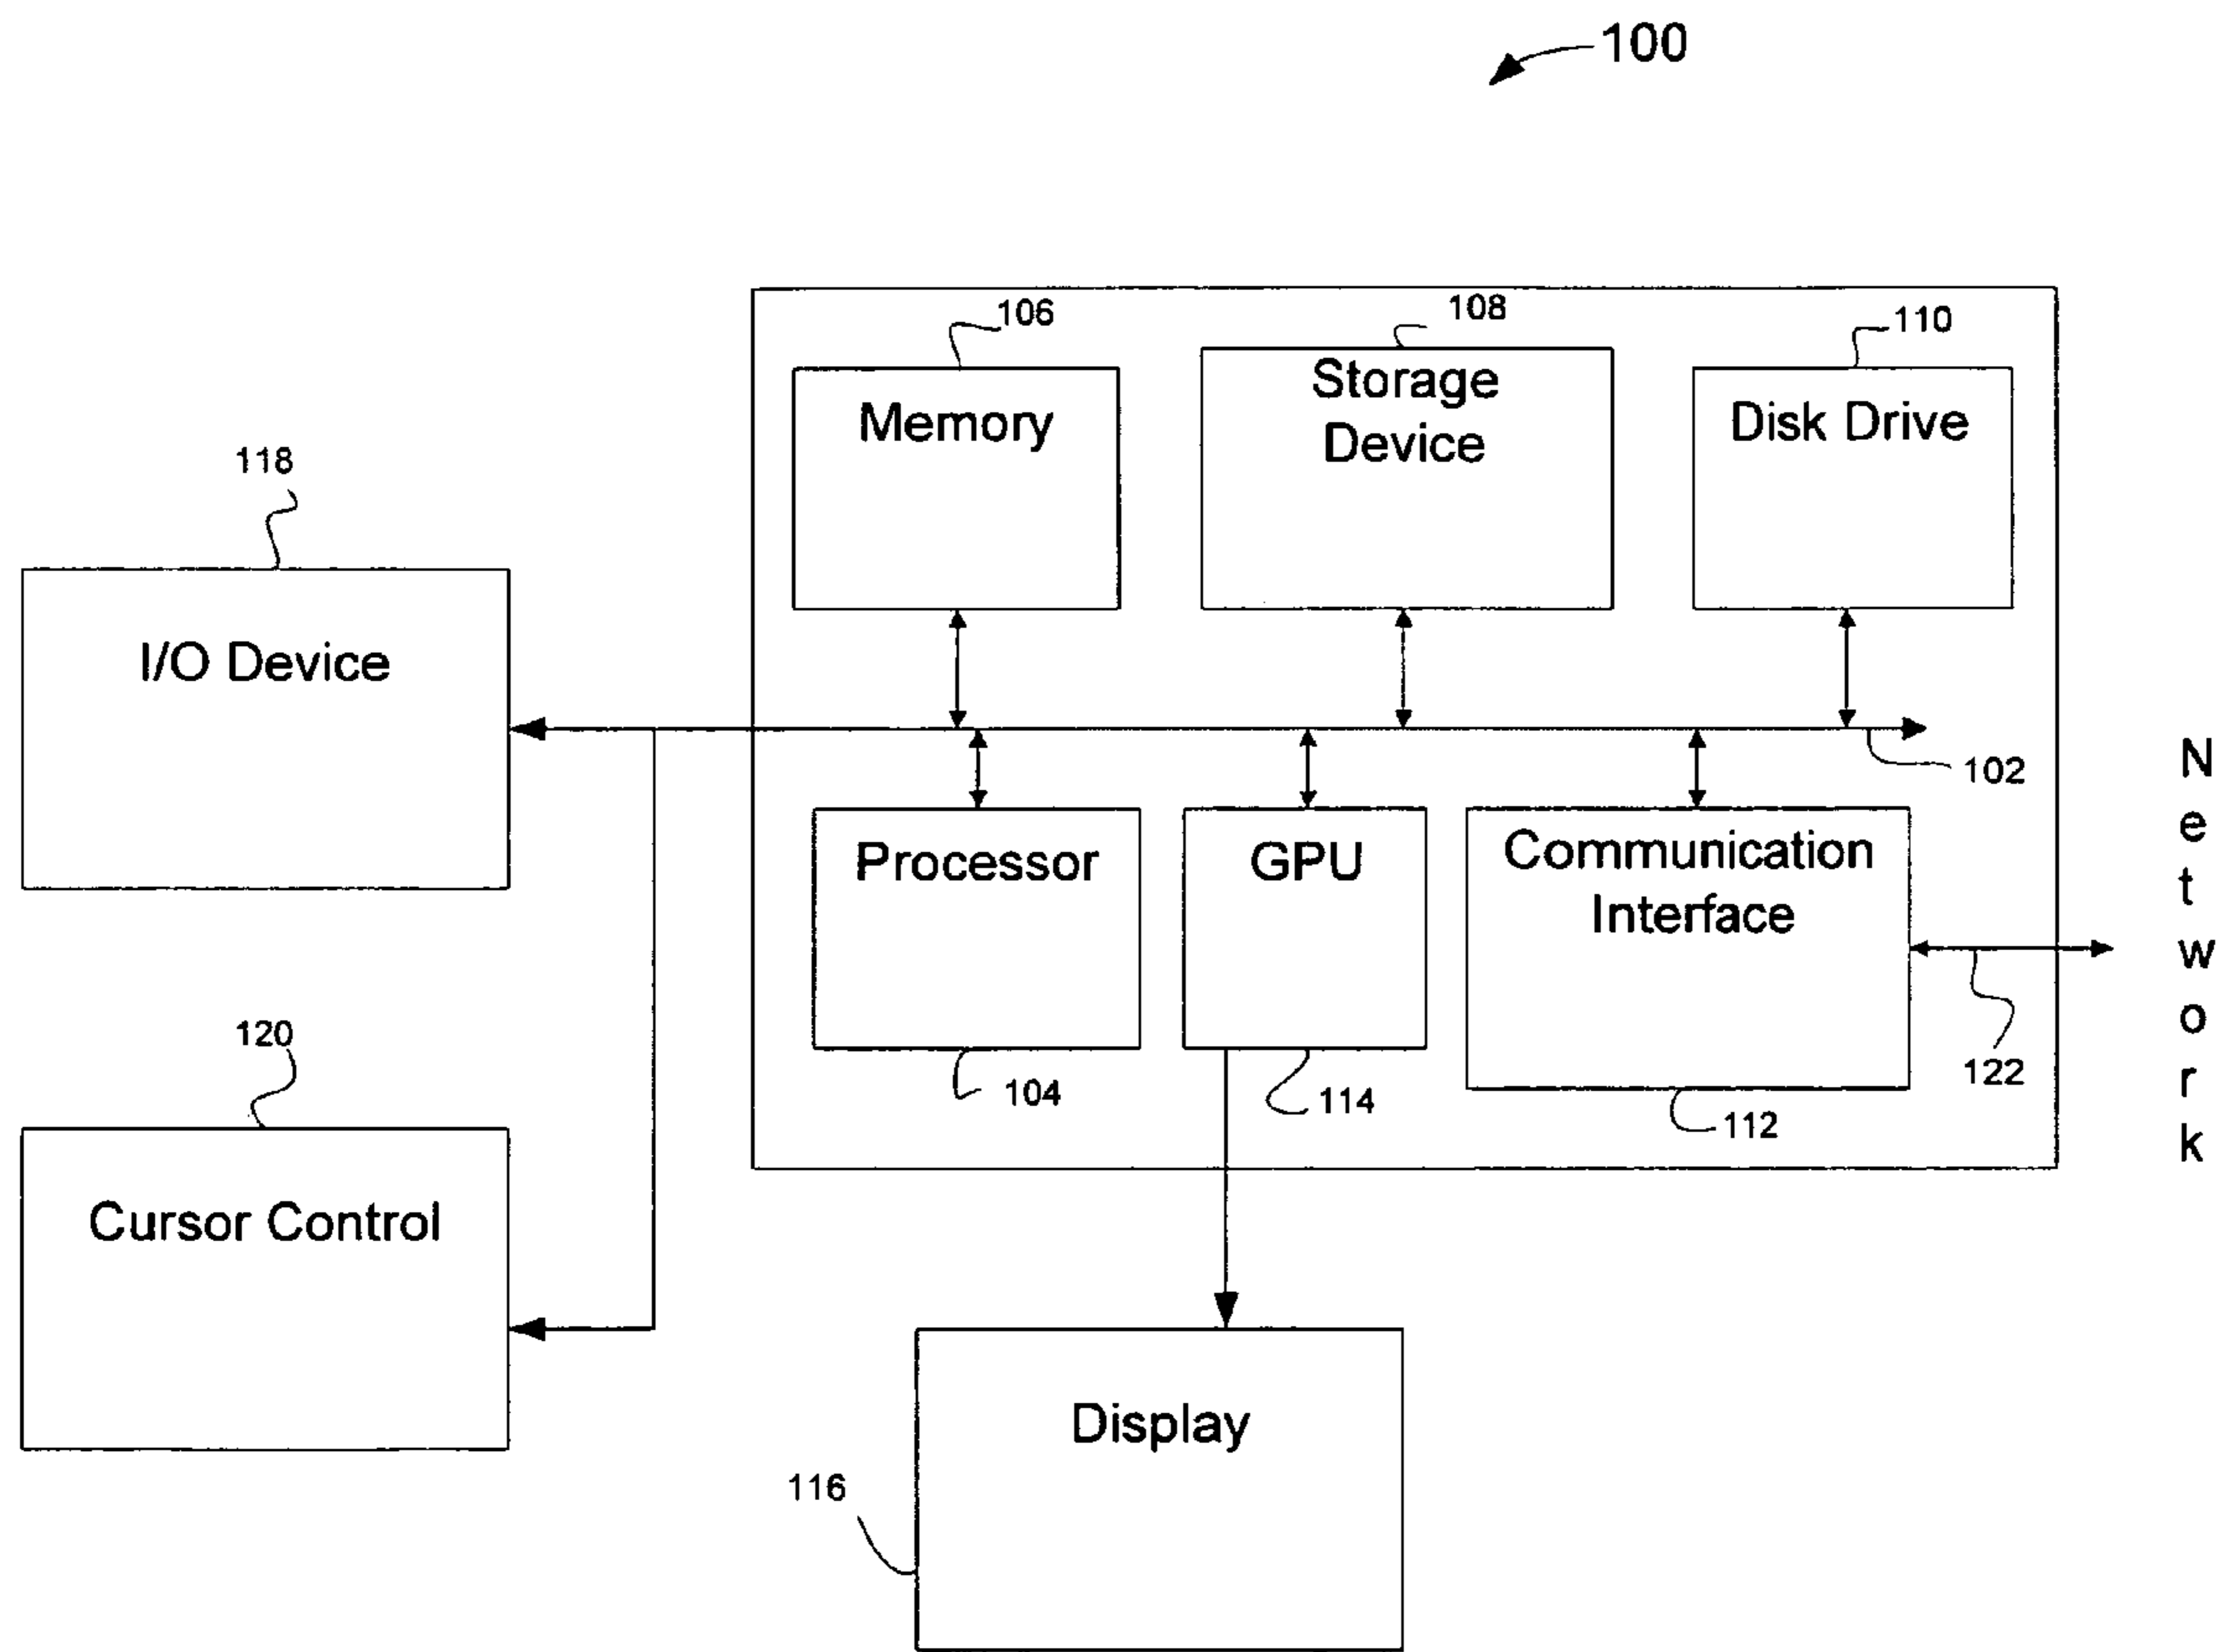 100
106
108
110
Memory
Storage
Device
Disk Drive
118
I/O Device
102
Processor
GPU
Communication
Interface
104
114
112
122
Network
120
Cursor Control
Display
116